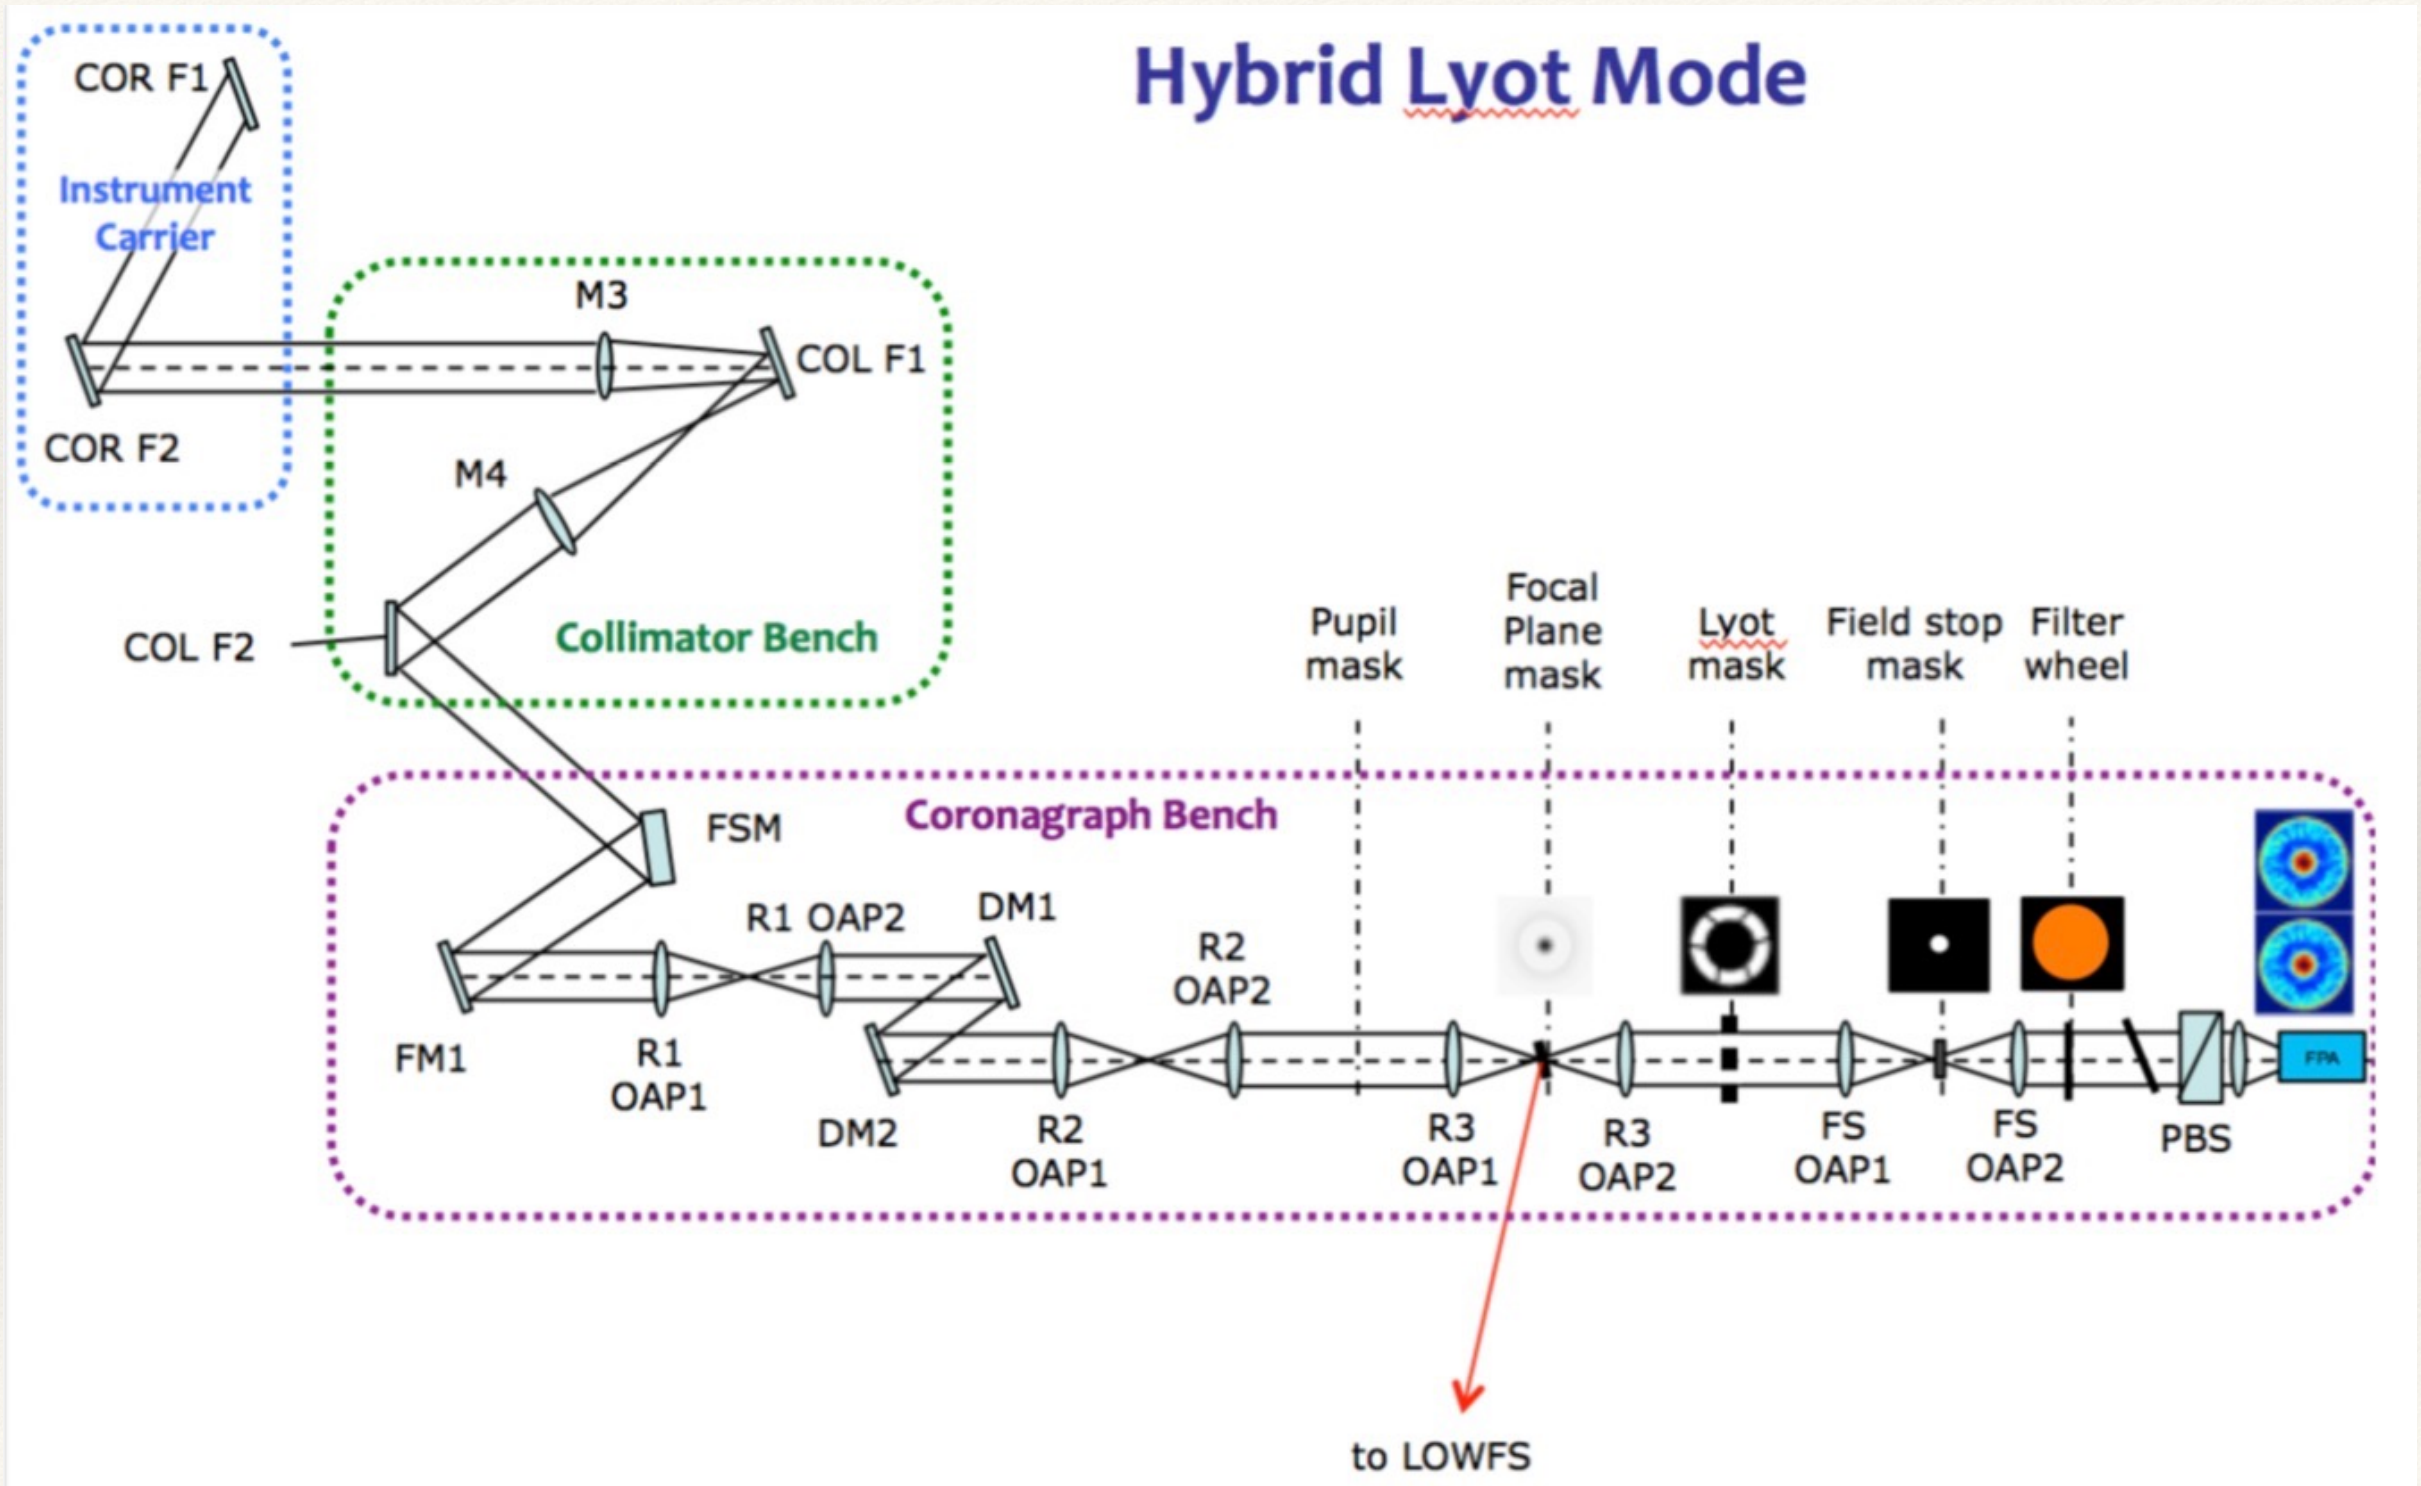 Hybrid Lyot Mode
COR F1
Instrument
Carrier
COR F2
M3
COL F1
M4
COL F2
Collimator Bench
Pupil
mask
Focal
Plane
mask
Lyot
mask
Field stop
mask
Filter
wheel
Coronagraph Bench
FSM
R1 OAP2
DM1
R2
OAP2
FM1
R1
OAP1
DM2
R2
OAP1
R3
OAP1
R3
OAP2
FS
OAP1
FS
OAP2
PBS
FPA
to LOWFS